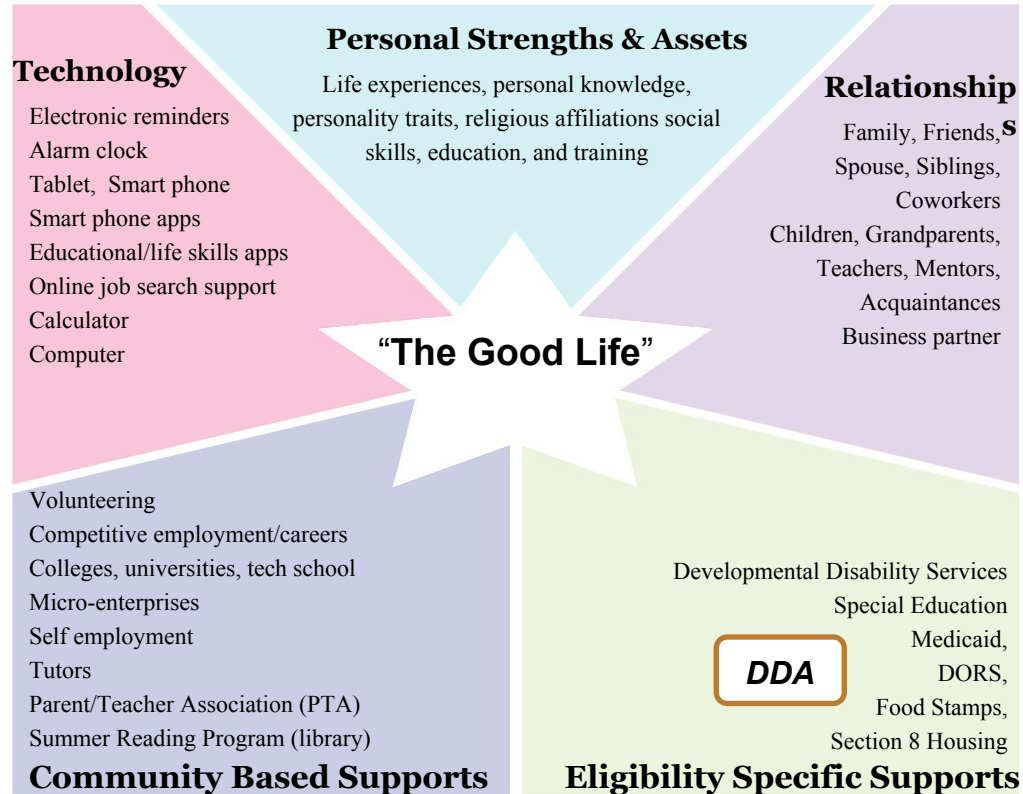 Technology
Electronic reminders
Alarm clock
Tablet, Smart phone
Smart phone apps
Educational/life skills apps
Online job search support
Calculator
Computer
Personal Strengths & Assets
Life experiences, personal knowledge,
personality traits, religious affiliations social
skills, education, and training
Relationship
s
Family, Friends,
Spouse, Siblings,
Coworkers
Children, Grandparents,
Teachers, Mentors,
Acquaintances
Business partner
“The Good Life”
Volunteering
Competitive employment/careers
Colleges, universities, tech school
Micro-enterprises
Self employment
Tutors
Parent/Teacher Association (PTA)
Summer Reading Program (library)
Community Based Supports
Developmental Disability Services
Special Education
Medicaid,
DORS,
Food Stamps,
Section 8 Housing
DDA
Eligibility Specific Supports